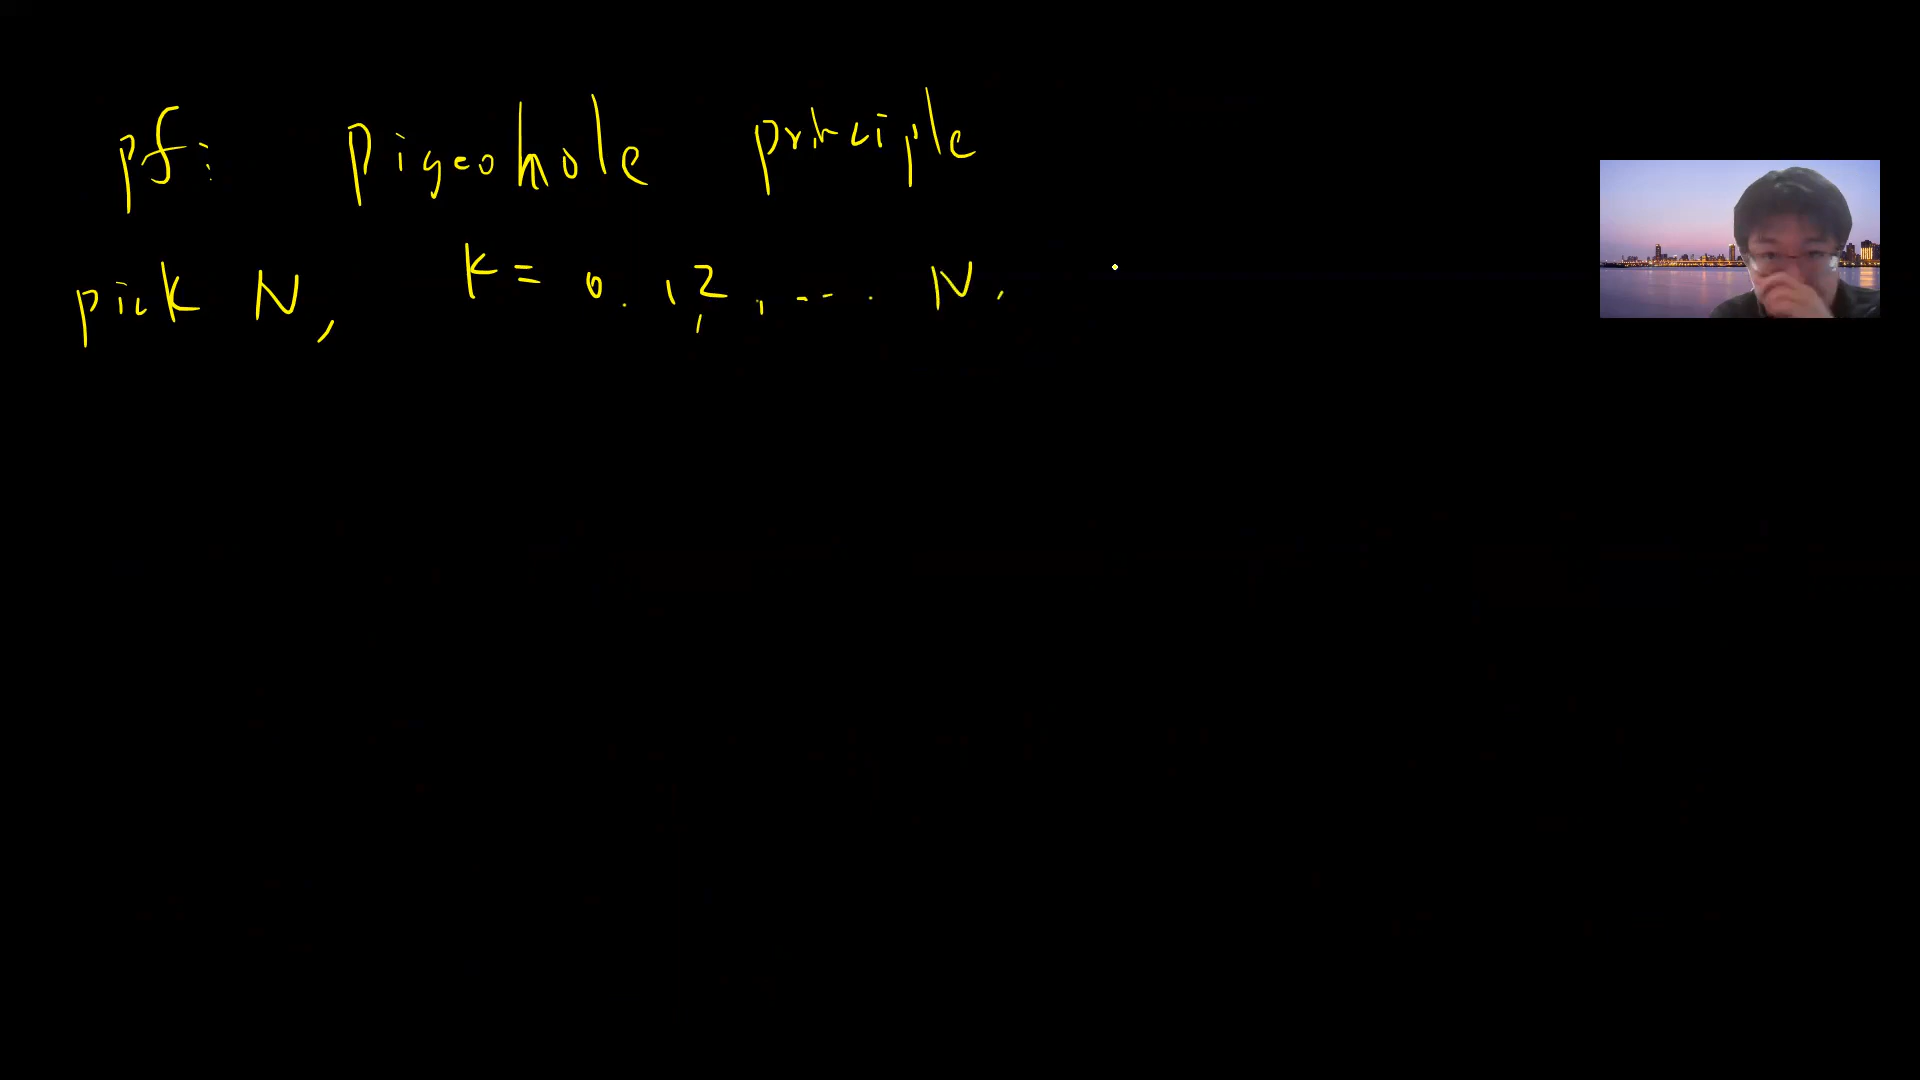 pf: Pigeohole principle
pick N, K = 0. 1, 2, .... N,